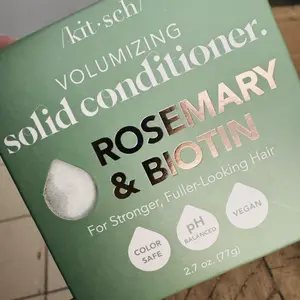 /kit·sch/
VOLUMIZING
solid conditioner.
ROSEMARY
& BIOTIN
For Stronger, Fuller-Looking Hair
COLOR
SAFE
pH
BALANCED
VEGAN
2.7 oz. (77g)